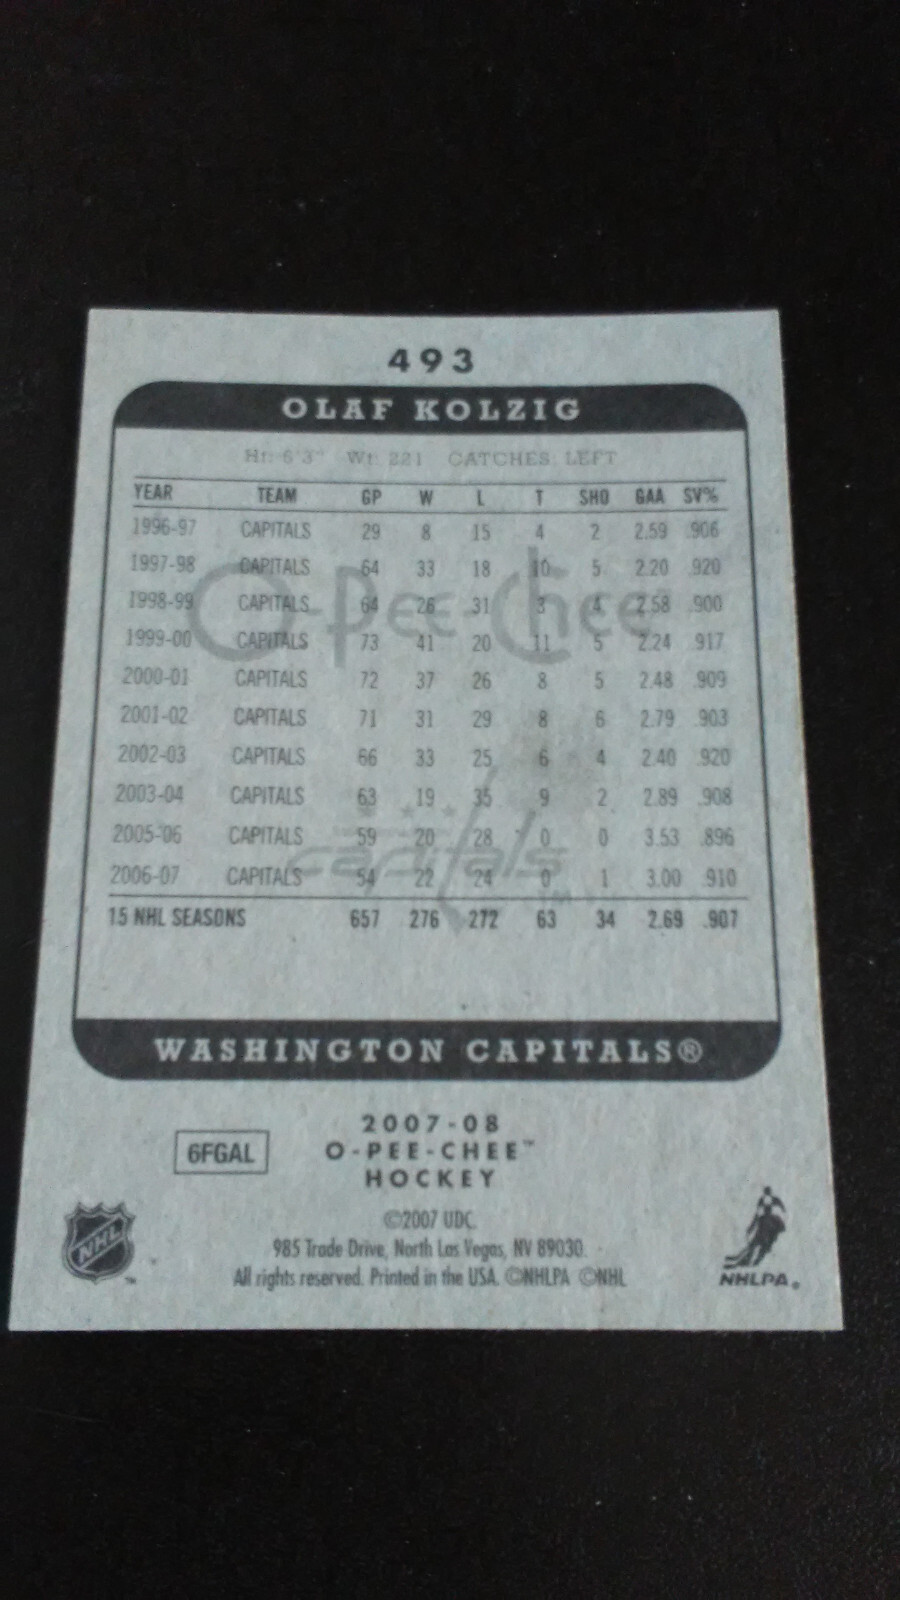 493
OLAF KOLZIG
Ht: 6'3" Wt: 221 CATCHES: LEFT
YEAR TEAM GP W L T SHO GAA SV%
1996-97 CAPITALS 29 8 15 4 2 2.59 .906
1997-98 CAPITALS 64 33 18 10 5 2.20 .920
1998-99 CAPITALS 64 26 31 3 4 2.58 .900
1999-00 CAPITALS 73 41 20 11 5 2.24 .917
O-Pee-Chee
2000-01 CAPITALS 72 37 26 8 5 2.48 .909
2001-02 CAPITALS 71 31 29 8 6 2.79 .903
2002-03 CAPITALS 66 33 25 6 4 2.40 .920
2003-04 CAPITALS 63 19 35 9 2 2.89 .908
2005-06 CAPITALS 59 20 28 0 0 3.53 .896
capitals
2006-07 CAPITALS 54 22 24 0 1 3.00 .910
15 NHL SEASONS 657 276 272 63 34 2.69 .907
WASHINGTON CAPITALS®
6FGAL
2007-08
O-PEE-CHEE™
HOCKEY
NHL™
©2007 UDC.
985 Trade Drive, North Las Vegas, NV 89030.
All rights reserved. Printed in the USA. ©NHLPA ©NHL
NHLPA®